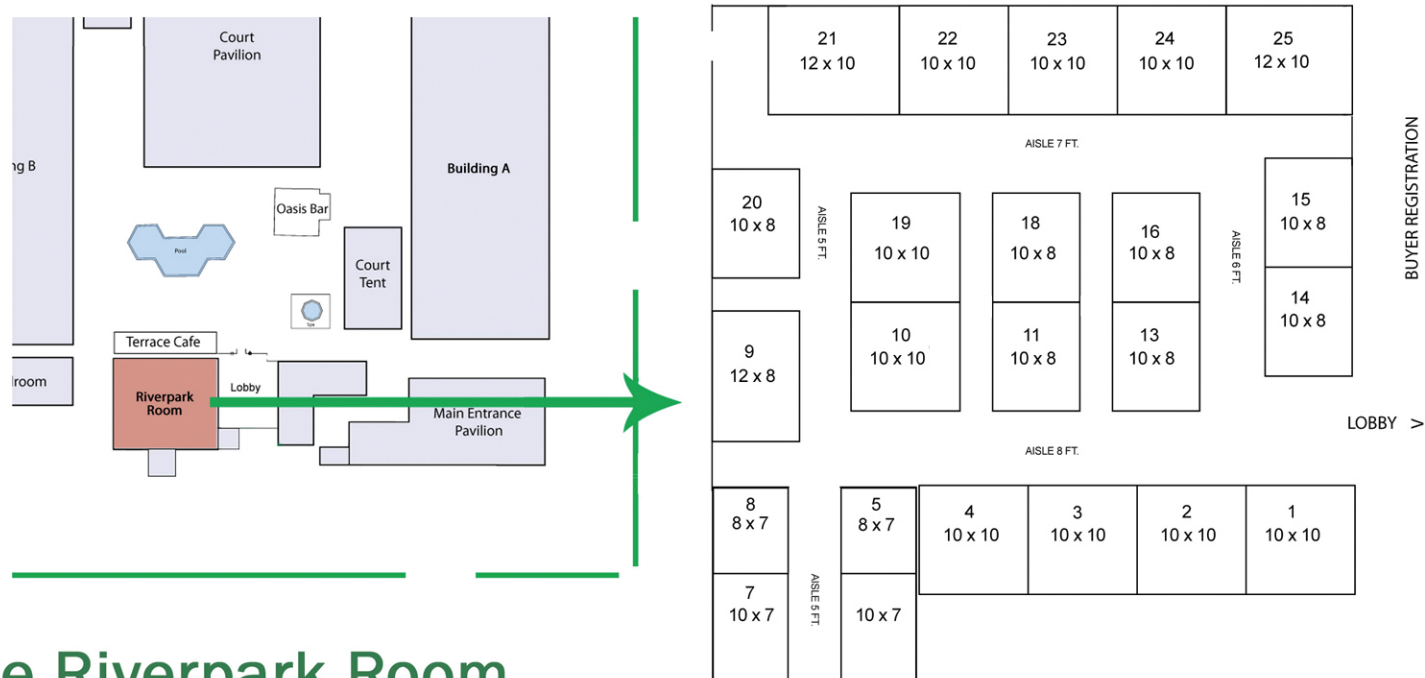 Court
Pavilion
ng B
Building A
Oasis Bar
Pool
Court
Tent
Spa
Terrace Cafe
lroom
Riverpark
Room
Lobby
Main Entrance
Pavilion
e Riverpark Room
21
12 x 10
22
10 x 10
23
10 x 10
24
10 x 10
25
12 x 10
AISLE 7 FT.
BUYER REGISTRATION
20
10 x 8
AISLE 5 FT.
19
10 x 10
18
10 x 8
16
10 x 8
AISLE 6 FT.
15
10 x 8
14
10 x 8
9
12 x 8
10
10 x 10
11
10 x 8
13
10 x 8
LOBBY V
AISLE 8 FT.
8
8 x 7
5
8 x 7
4
10 x 10
3
10 x 10
2
10 x 10
1
10 x 10
7
10 x 7
AISLE 5 FT.
10 x 7